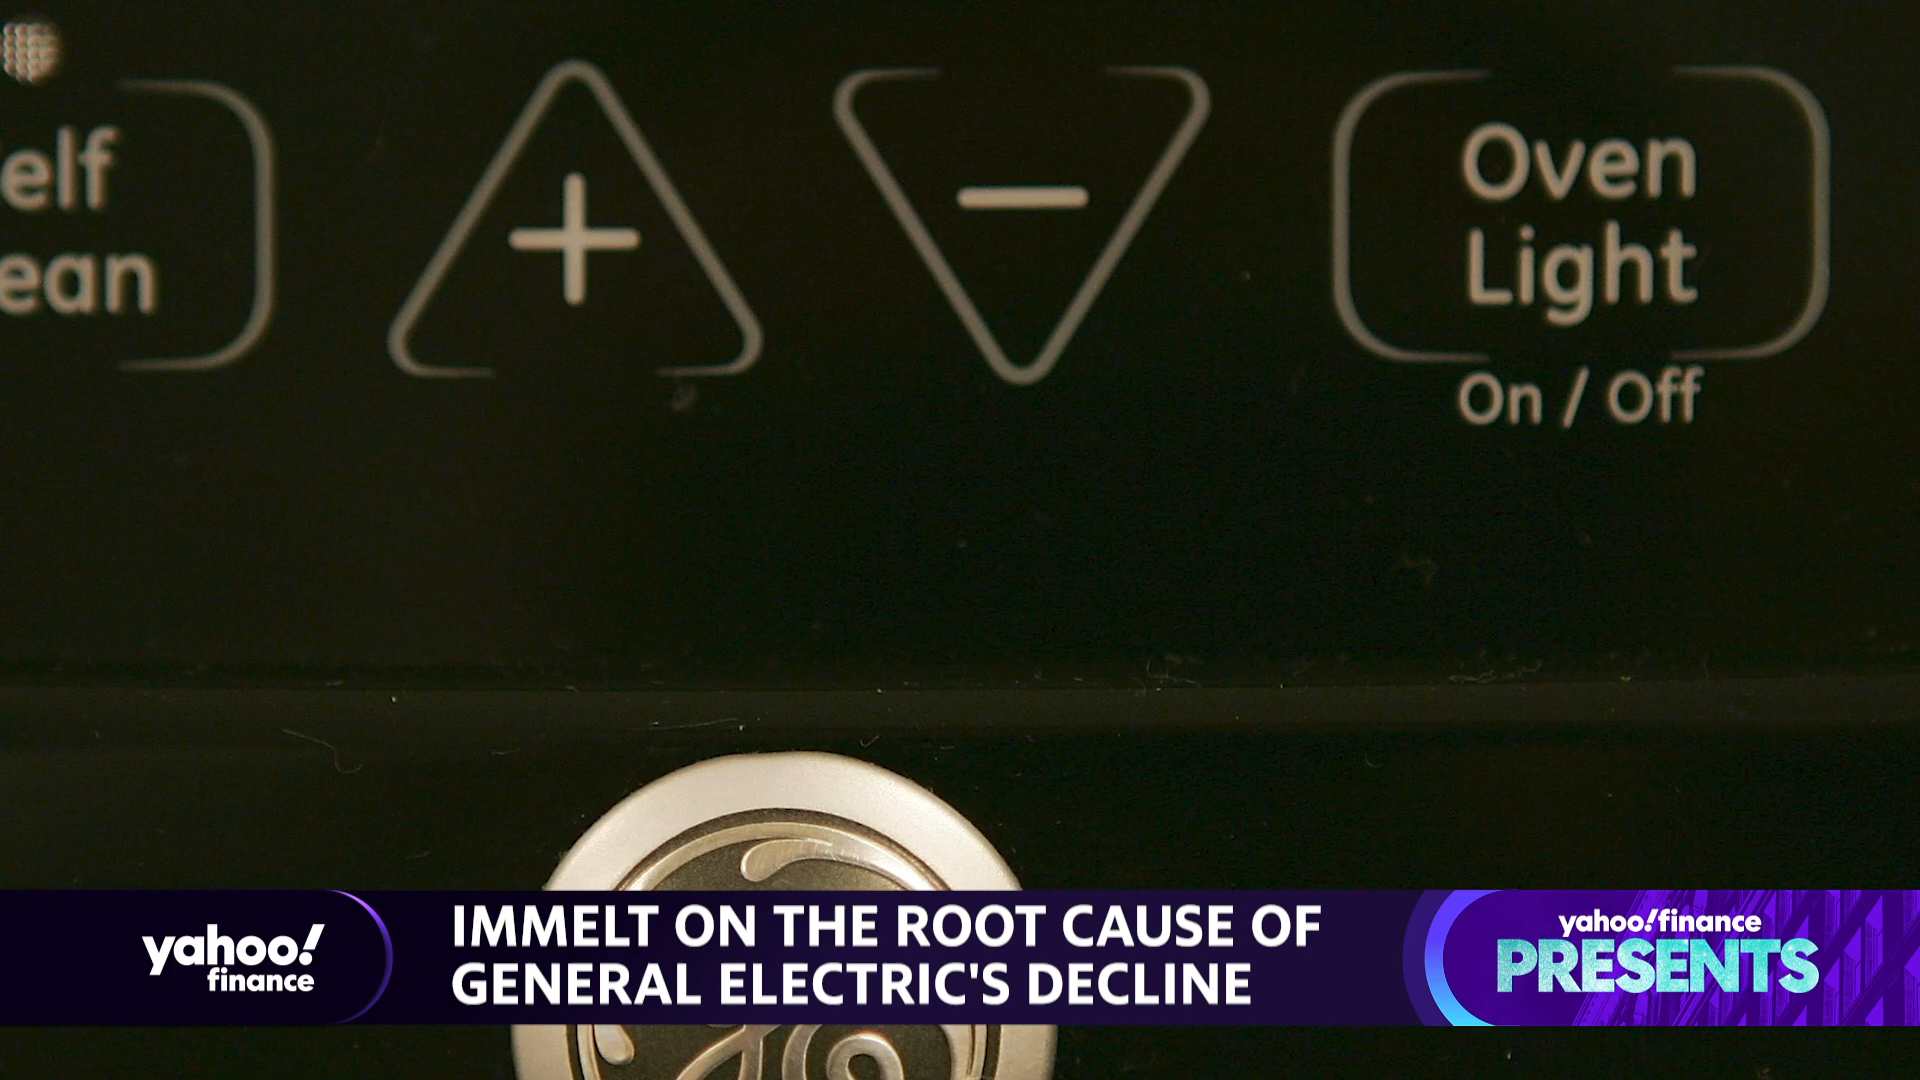 elf
ean
+
−
Oven
Light
On / Off
yahoo!
finance
IMMELT ON THE ROOT CAUSE OF
GENERAL ELECTRIC'S DECLINE
yahoo!finance
PRESENTS